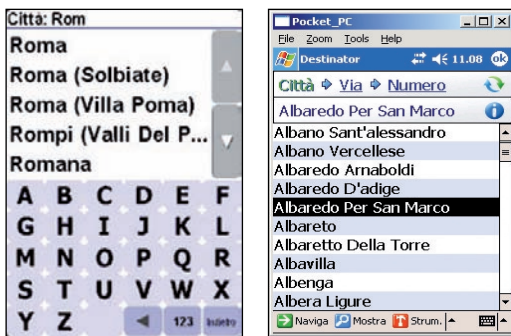 Città: Rom
Roma
Roma (Solbiate)
Roma (Villa Poma)
Rompi (Valli Del P...
Romana
A B C D E F
G H I J K L
M N O P Q R
S T U V W X
Y Z 123 Indietro
Pocket_PC
File Zoom Tools Help
Destinator 11.08 ok
Città Via Numero
Albaredo Per San Marco
Albano Sant'alessandro
Albano Vercellese
Albaredo Arnaboldi
Albaredo D'adige
Albaredo Per San Marco
Albareto
Albaretto Della Torre
Albavilla
Albenga
Albera Ligure
Naviga Mostra Strum.